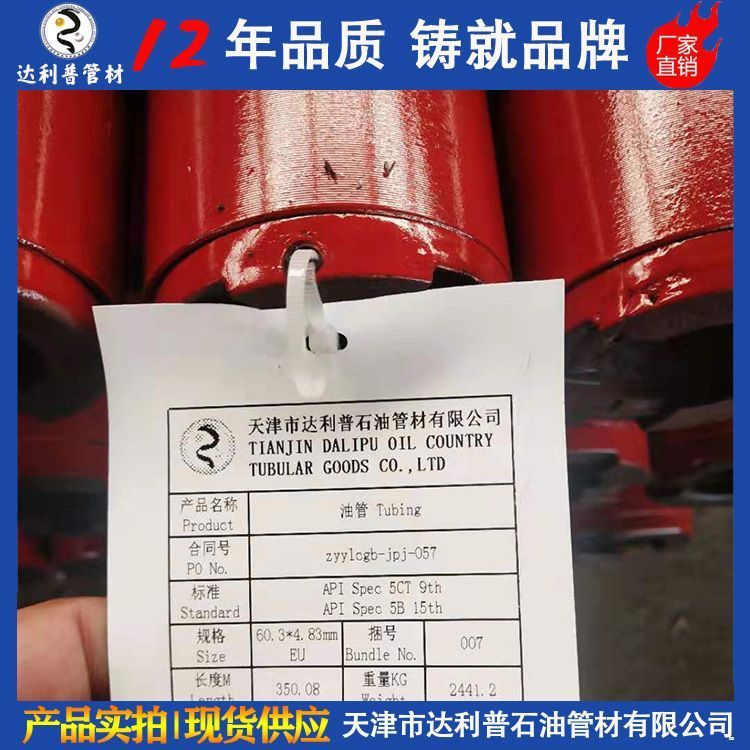 达利普管材
12年品质 铸就品牌
厂家
直销
天津市达利普石油管材有限公司
TIANJIN DALIPU OIL COUNTRY
TUBULAR GOODS CO.,LTD
产品名称
Product
油管 Tubing
合同号
PO No.
zyylcgb-jpj-057
标准
Standard
API Spec 5CT 9th
API Spec 5B 15th
规格
Size
60.3*4.83mm
EU
捆号
Bundle No.
007
长度M
Length
350.08
重量KG
Weight
2441.2
产品实拍|现货供应
天津市达利普石油管材有限公司